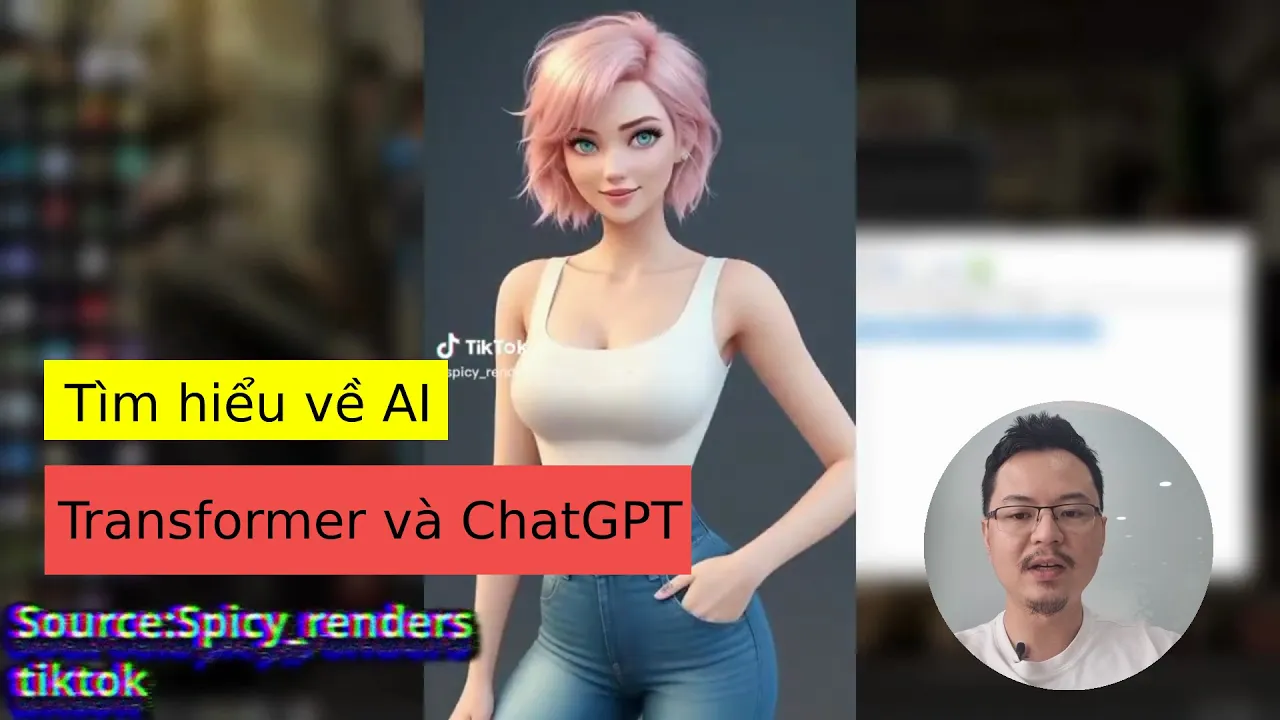 TikTok
Tìm hiểu về AI
Transformer và ChatGPT
Source:Spicy_renders
tiktok